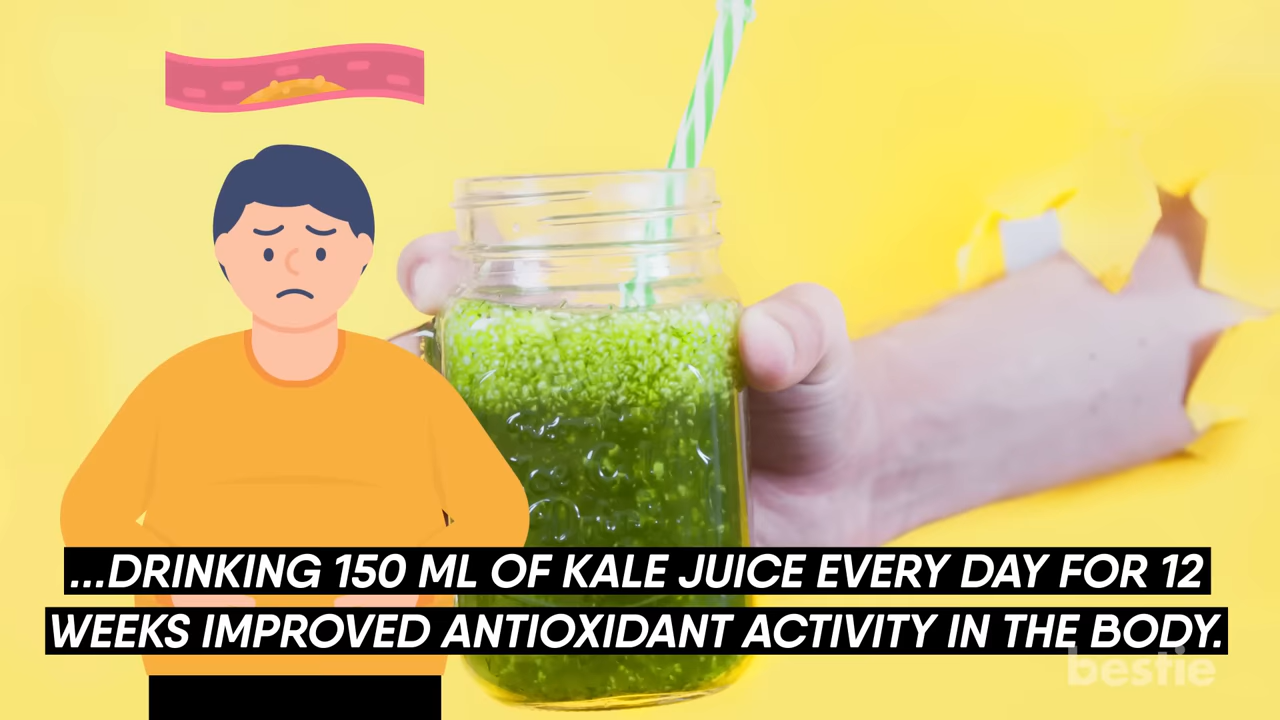 ...DRINKING 150 ML OF KALE JUICE EVERY DAY FOR 12
WEEKS IMPROVED ANTIOXIDANT ACTIVITY IN THE BODY.
bestie